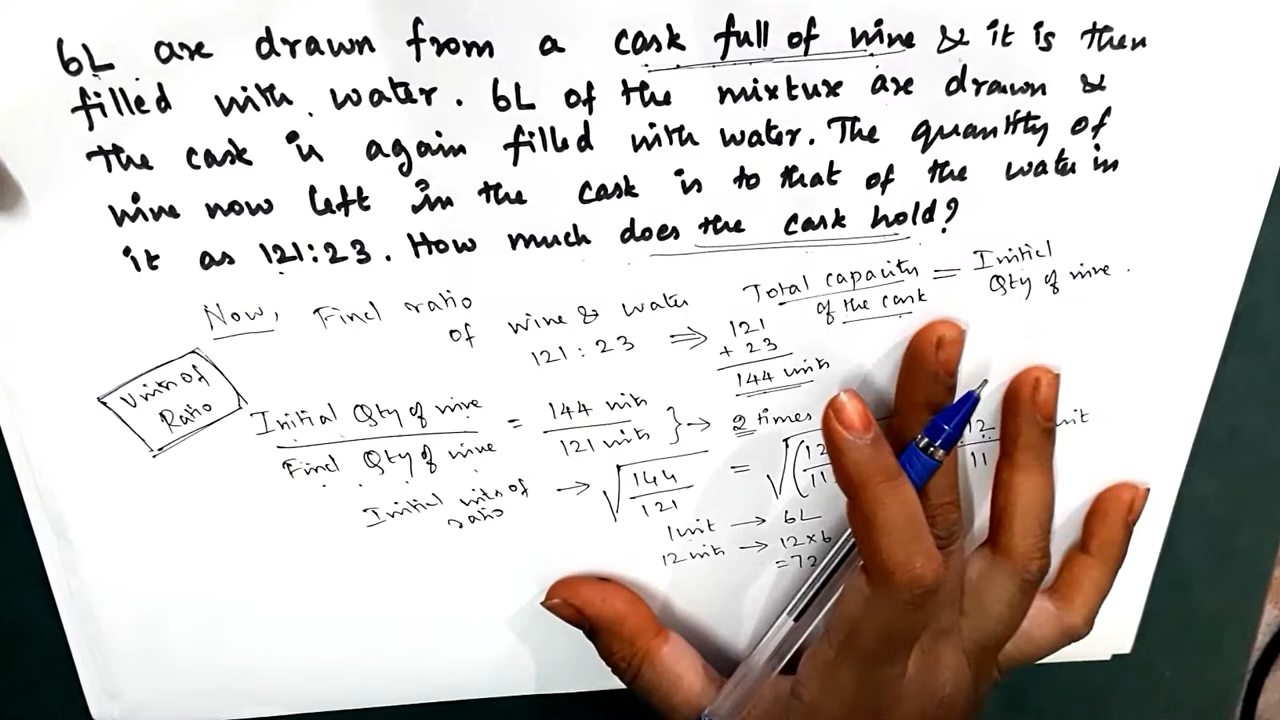 6L are drawn from a cask full of wine & it is then
filled with water. 6L of the mixture are drawn &
the cask is again filled with water. The quantity of
wine now left in the cask is to that of the water in
it as 121:23. How much does the cask hold?
Now, Final ratio of wine & water
121 : 23 ⇒ 121
+ 23
144 units
Total capacity of the cask = Initial Qty of wine.
Units Of
Ratio
Initial Qty of wine / Final Qty of wine = 144 units / 121 units } → 2 times
Initial units of ratio → √(144/121) = √(12/11 12/11 unit
1 unit → 6L
12 units → 12×6
=72